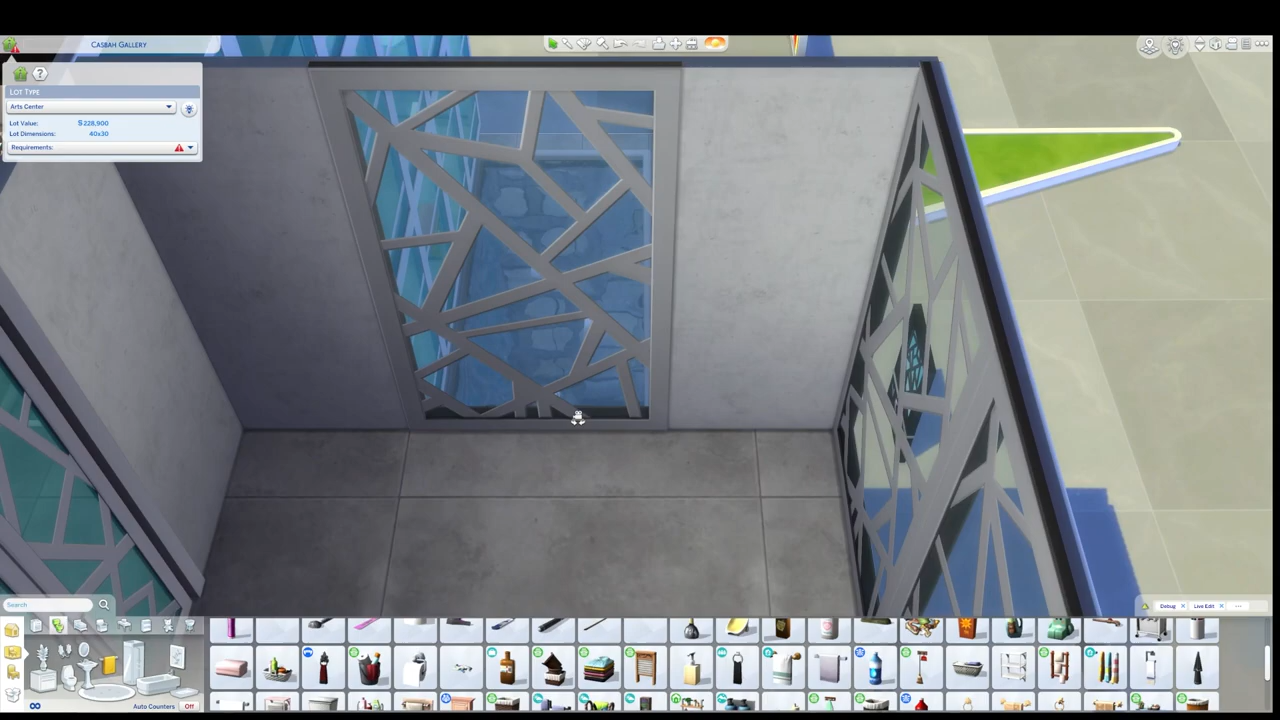 CASBAH GALLERY
LOT TYPE
Arts Center
Lot Value: §228,900
Lot Dimensions: 40x30
Requirements:
Search
Debug
Live Edit
Auto Counters Off